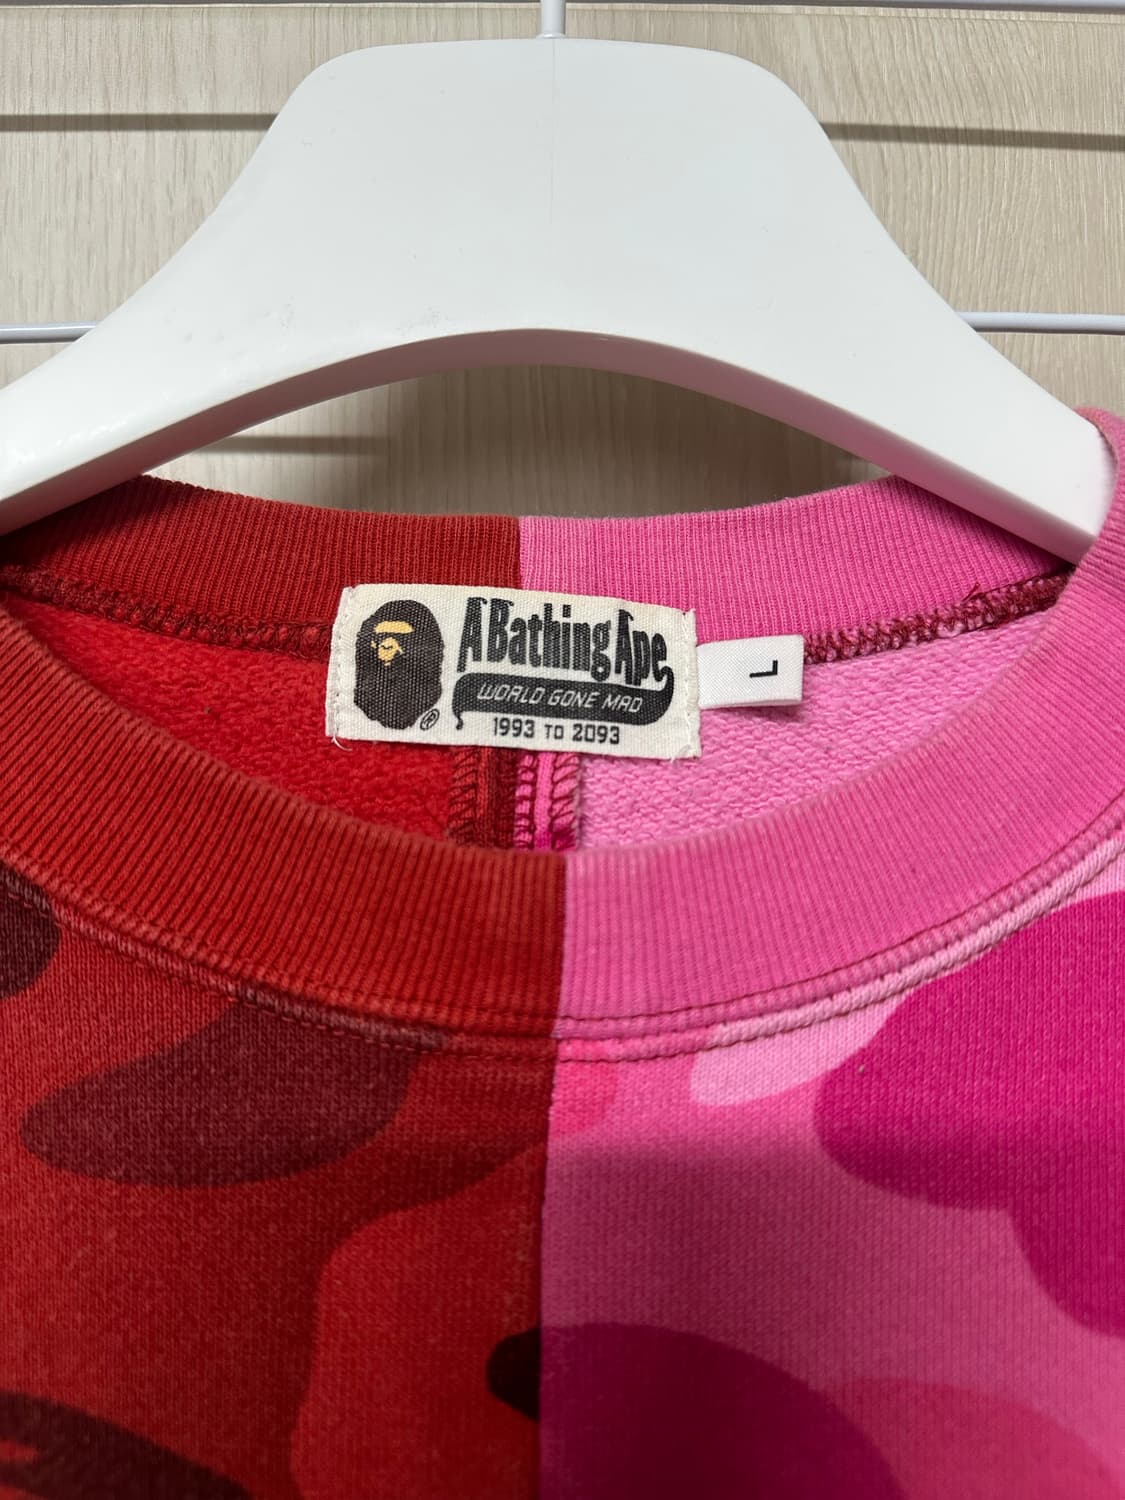 A Bathing Ape
WORLD GONE MAD
1993 TO 2093
®
L